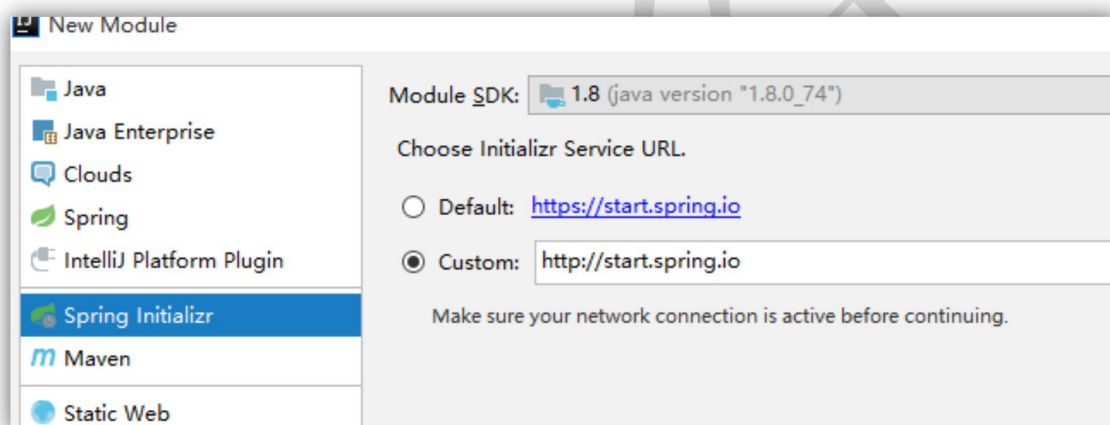 New Module
Java
Java Enterprise
Clouds
Spring
IntelliJ Platform Plugin
Spring Initializr
Maven
Static Web
Module SDK: 1.8 (java version "1.8.0_74")
Choose Initializr Service URL.
Default: https://start.spring.io
Custom: http://start.spring.io
Make sure your network connection is active before continuing.